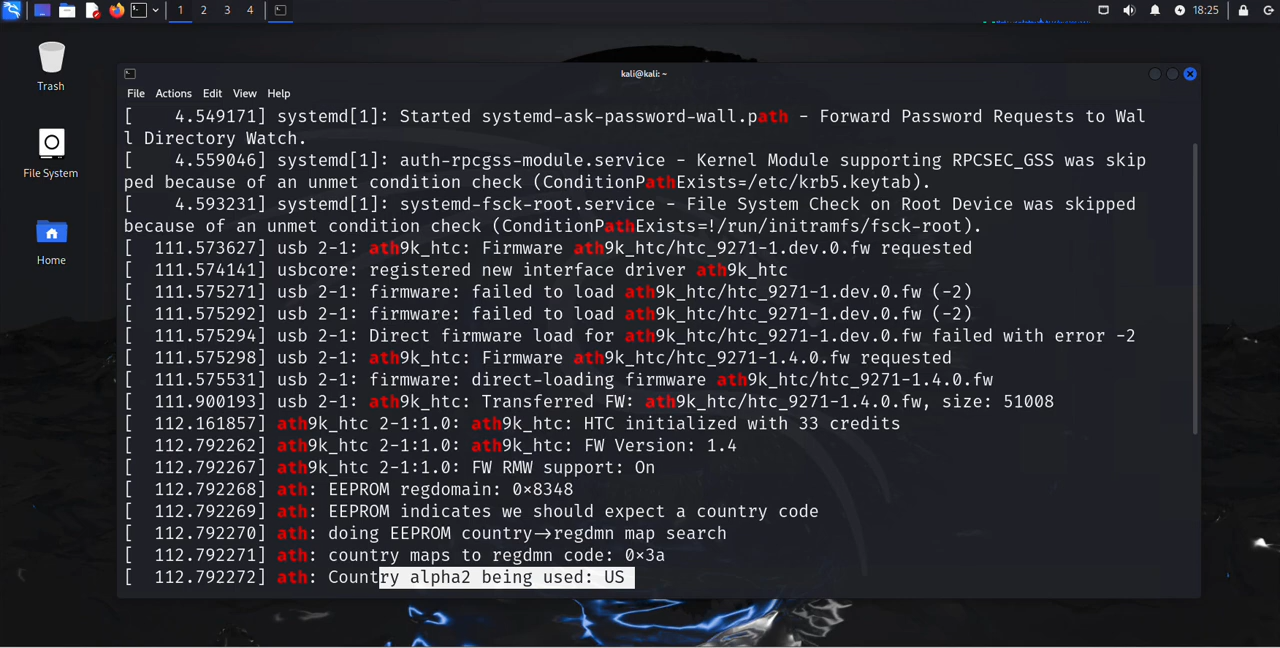 1 2 3 4
18:25
Trash
File System
Home
kali@kali: ~
File Actions Edit View Help
[    4.549171] systemd[1]: Started systemd-ask-password-wall.path - Forward Password Requests to Wal
l Directory Watch.
[    4.559046] systemd[1]: auth-rpcgss-module.service - Kernel Module supporting RPCSEC_GSS was skip
ped because of an unmet condition check (ConditionPathExists=/etc/krb5.keytab).
[    4.593231] systemd[1]: systemd-fsck-root.service - File System Check on Root Device was skipped
because of an unmet condition check (ConditionPathExists=!/run/initramfs/fsck-root).
[  111.573627] usb 2-1: ath9k_htc: Firmware ath9k_htc/htc_9271-1.dev.0.fw requested
[  111.574141] usbcore: registered new interface driver ath9k_htc
[  111.575271] usb 2-1: firmware: failed to load ath9k_htc/htc_9271-1.dev.0.fw (-2)
[  111.575292] usb 2-1: firmware: failed to load ath9k_htc/htc_9271-1.dev.0.fw (-2)
[  111.575294] usb 2-1: Direct firmware load for ath9k_htc/htc_9271-1.dev.0.fw failed with error -2
[  111.575298] usb 2-1: ath9k_htc: Firmware ath9k_htc/htc_9271-1.4.0.fw requested
[  111.575531] usb 2-1: firmware: direct-loading firmware ath9k_htc/htc_9271-1.4.0.fw
[  111.900193] usb 2-1: ath9k_htc: Transferred FW: ath9k_htc/htc_9271-1.4.0.fw, size: 51008
[  112.161857] ath9k_htc 2-1:1.0: ath9k_htc: HTC initialized with 33 credits
[  112.792262] ath9k_htc 2-1:1.0: ath9k_htc: FW Version: 1.4
[  112.792267] ath9k_htc 2-1:1.0: FW RMW support: On
[  112.792268] ath: EEPROM regdomain: 0x8348
[  112.792269] ath: EEPROM indicates we should expect a country code
[  112.792270] ath: doing EEPROM country->regdmn map search
[  112.792271] ath: country maps to regdmn code: 0x3a
[  112.792272] ath: Country alpha2 being used: US